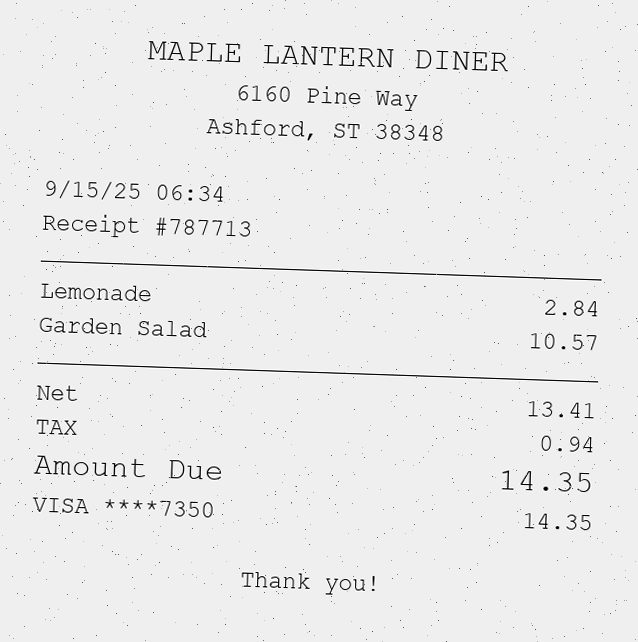 MAPLE LANTERN DINER
6160 Pine Way
Ashford, ST 38348
9/15/25 06:34
Receipt #787713
Lemonade 2.84
Garden Salad 10.57
Net 13.41
TAX 0.94
Amount Due 14.35
VISA ****7350 14.35
Thank you!